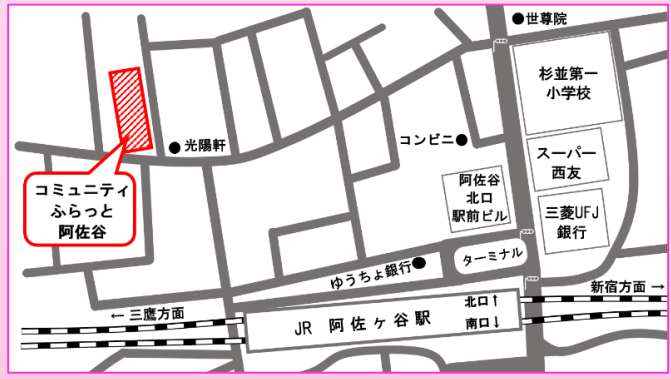 世尊院
杉並第一
小学校
光陽軒
コンビニ
スーパー
西友
コミュニティ
ふらっと
阿佐谷
阿佐谷
北口
駅前ビル
三菱UFJ
銀行
ターミナル
ゆうちょ銀行
新宿方面 →
← 三鷹方面
北口↑
JR 阿佐ヶ谷駅
南口↓